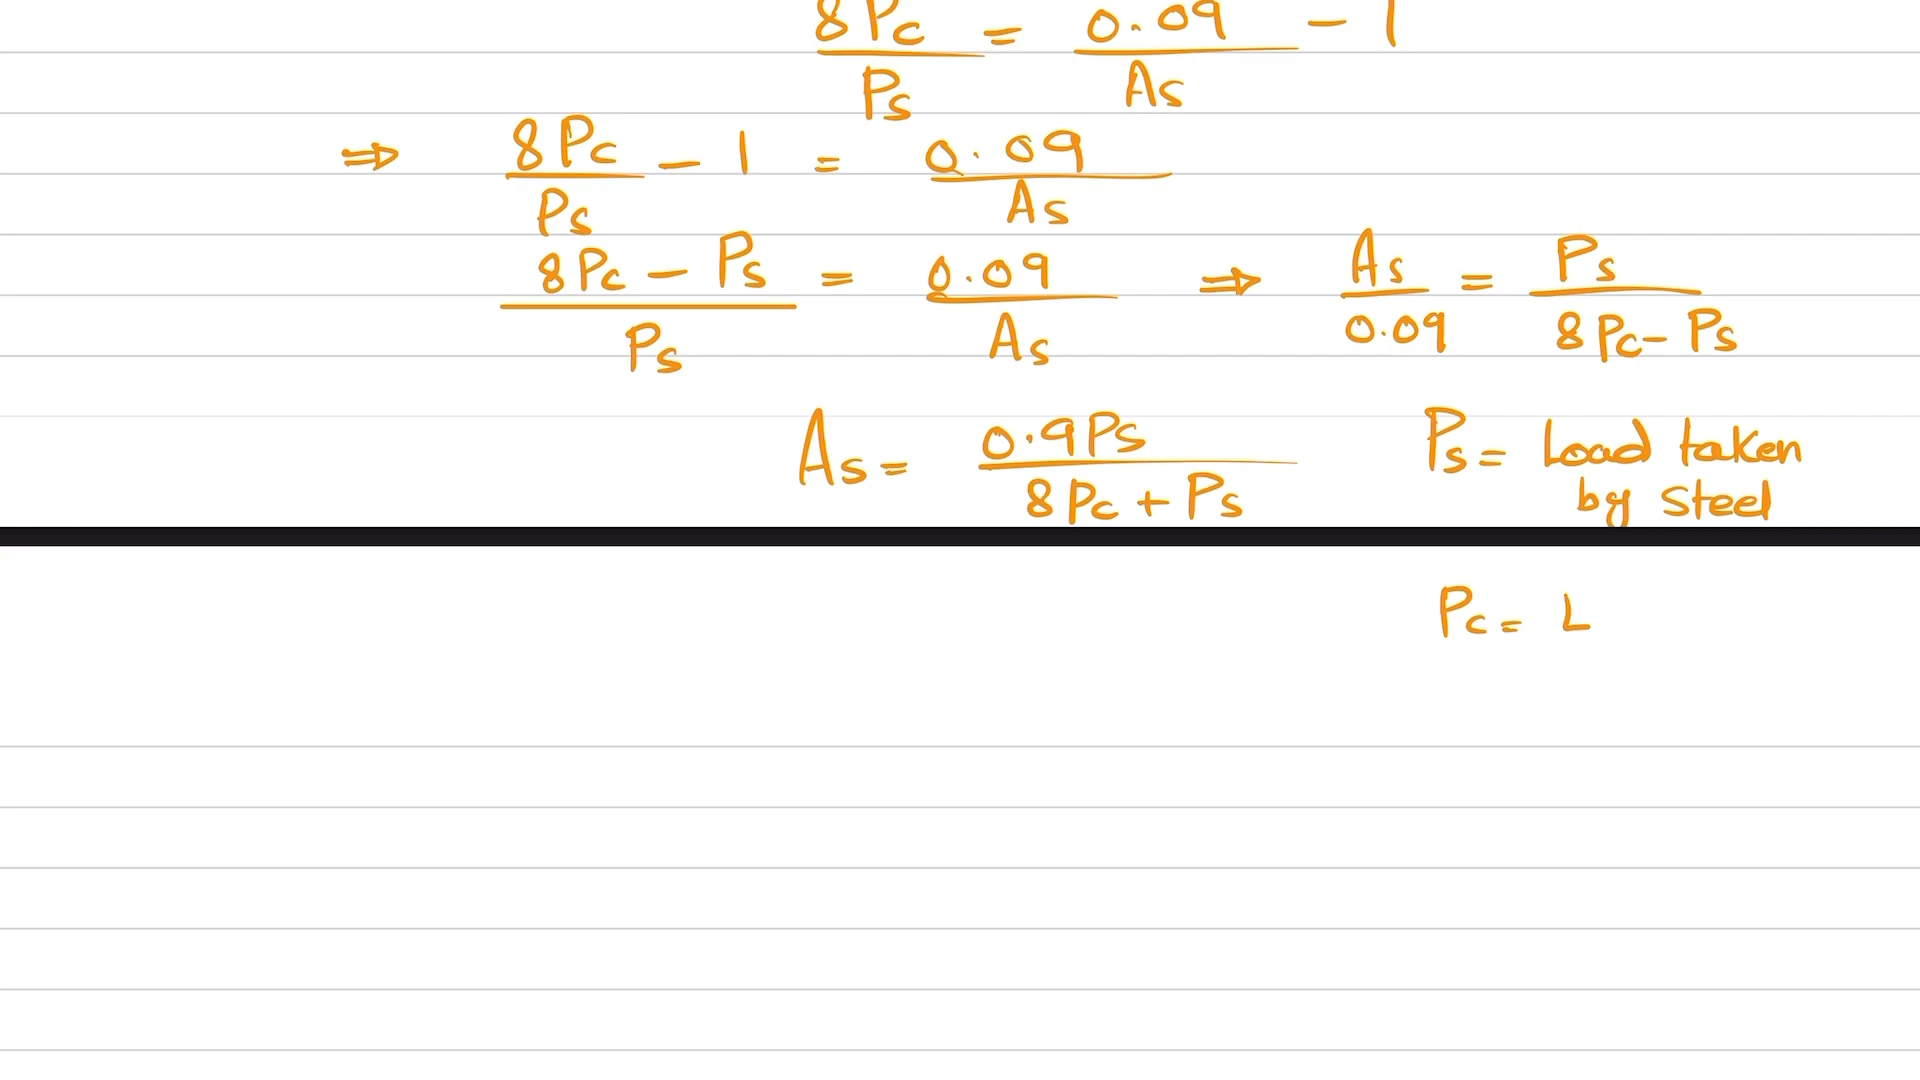 8Pc/Ps = 0.09/As - 1
⇒ 8Pc/Ps - 1 = 0.09/As
(8Pc - Ps)/Ps = 0.09/As ⇒ As/0.09 = Ps/(8Pc - Ps)
As = 0.9Ps/(8Pc + Ps) Ps = Load taken
by steel
Pc = L